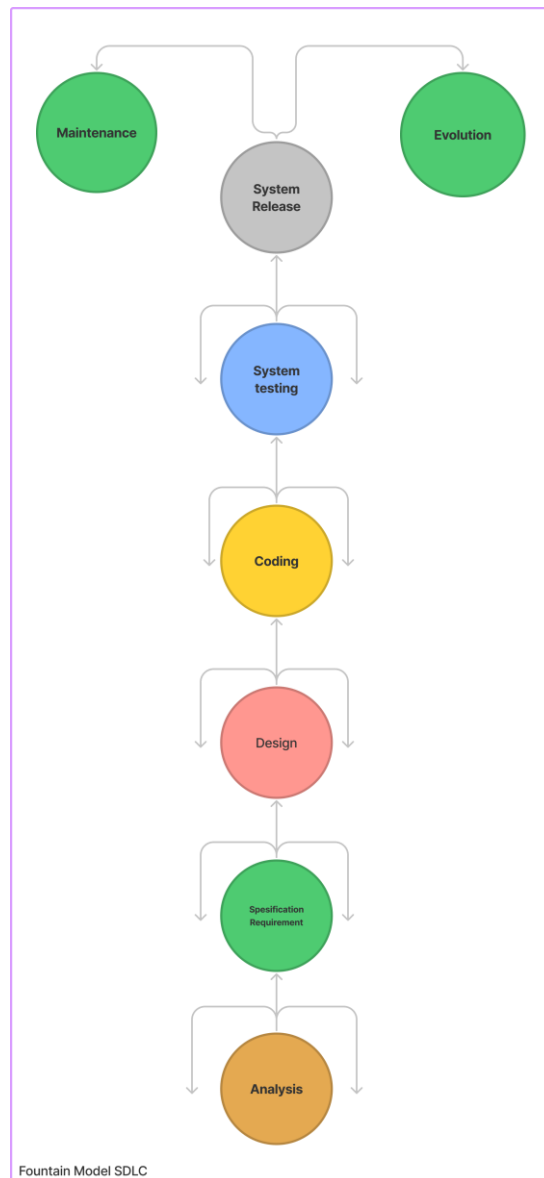 Maintenance
Evolution
System
Release
System
testing
Coding
Design
Spesification
Requirement
Analysis
Fountain Model SDLC